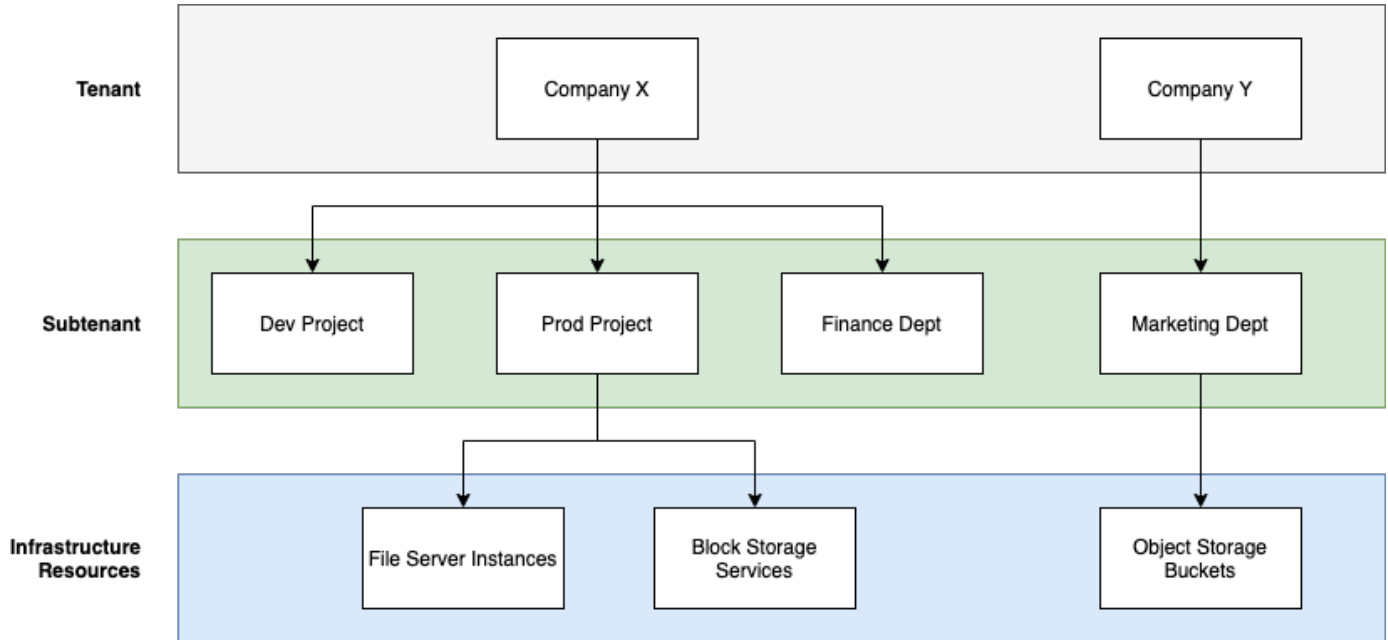 Tenant
Company X
Company Y
Subtenant
Dev Project
Prod Project
Finance Dept
Marketing Dept
Infrastructure
Resources
File Server Instances
Block Storage
Services
Object Storage
Buckets